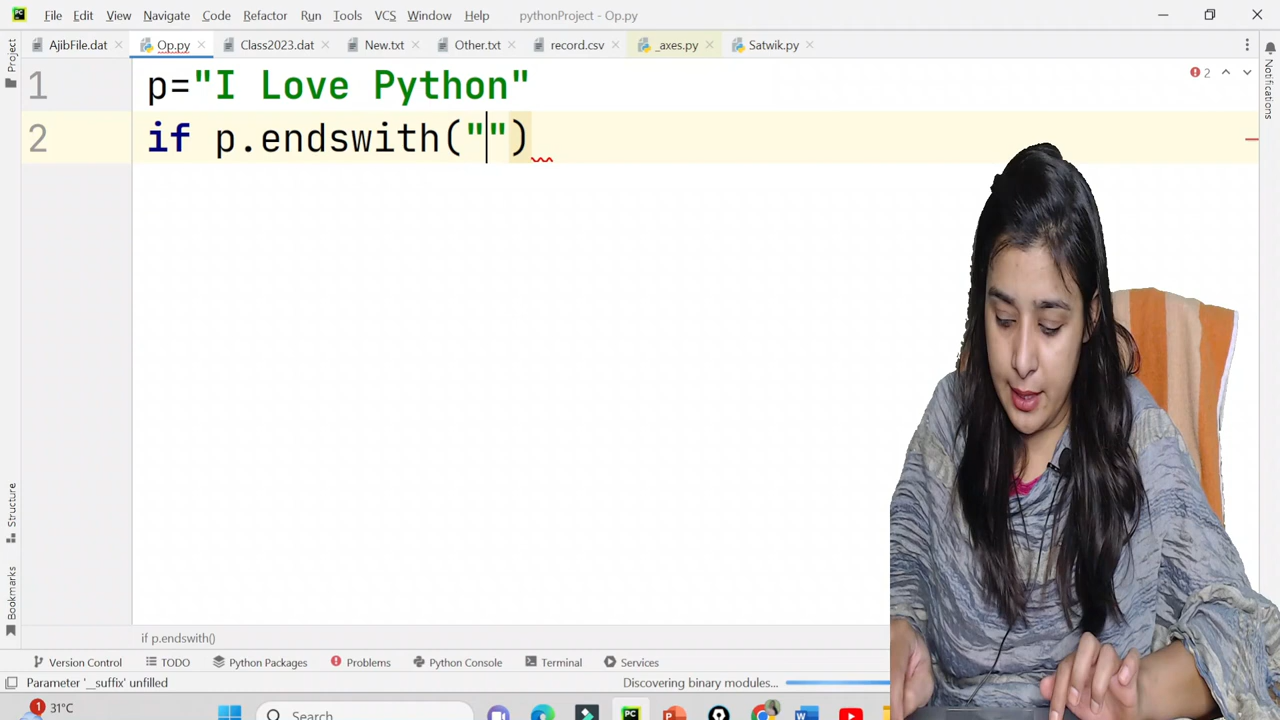 PC File Edit View Navigate Code Refactor Run Tools VCS Window Help pythonProject - Op.py
AjibFile.dat Op.py Class2023.dat New.txt Other.txt record.csv _axes.py Satwik.py
Project
Notifications
1 p="I Love Python"
2 if p.endswith("")
2
Structure
Bookmarks
if p.endswith()
Version Control TODO Python Packages Problems Python Console Terminal Services
Parameter '__suffix' unfilled Discovering binary modules...
1 31°C Search PC